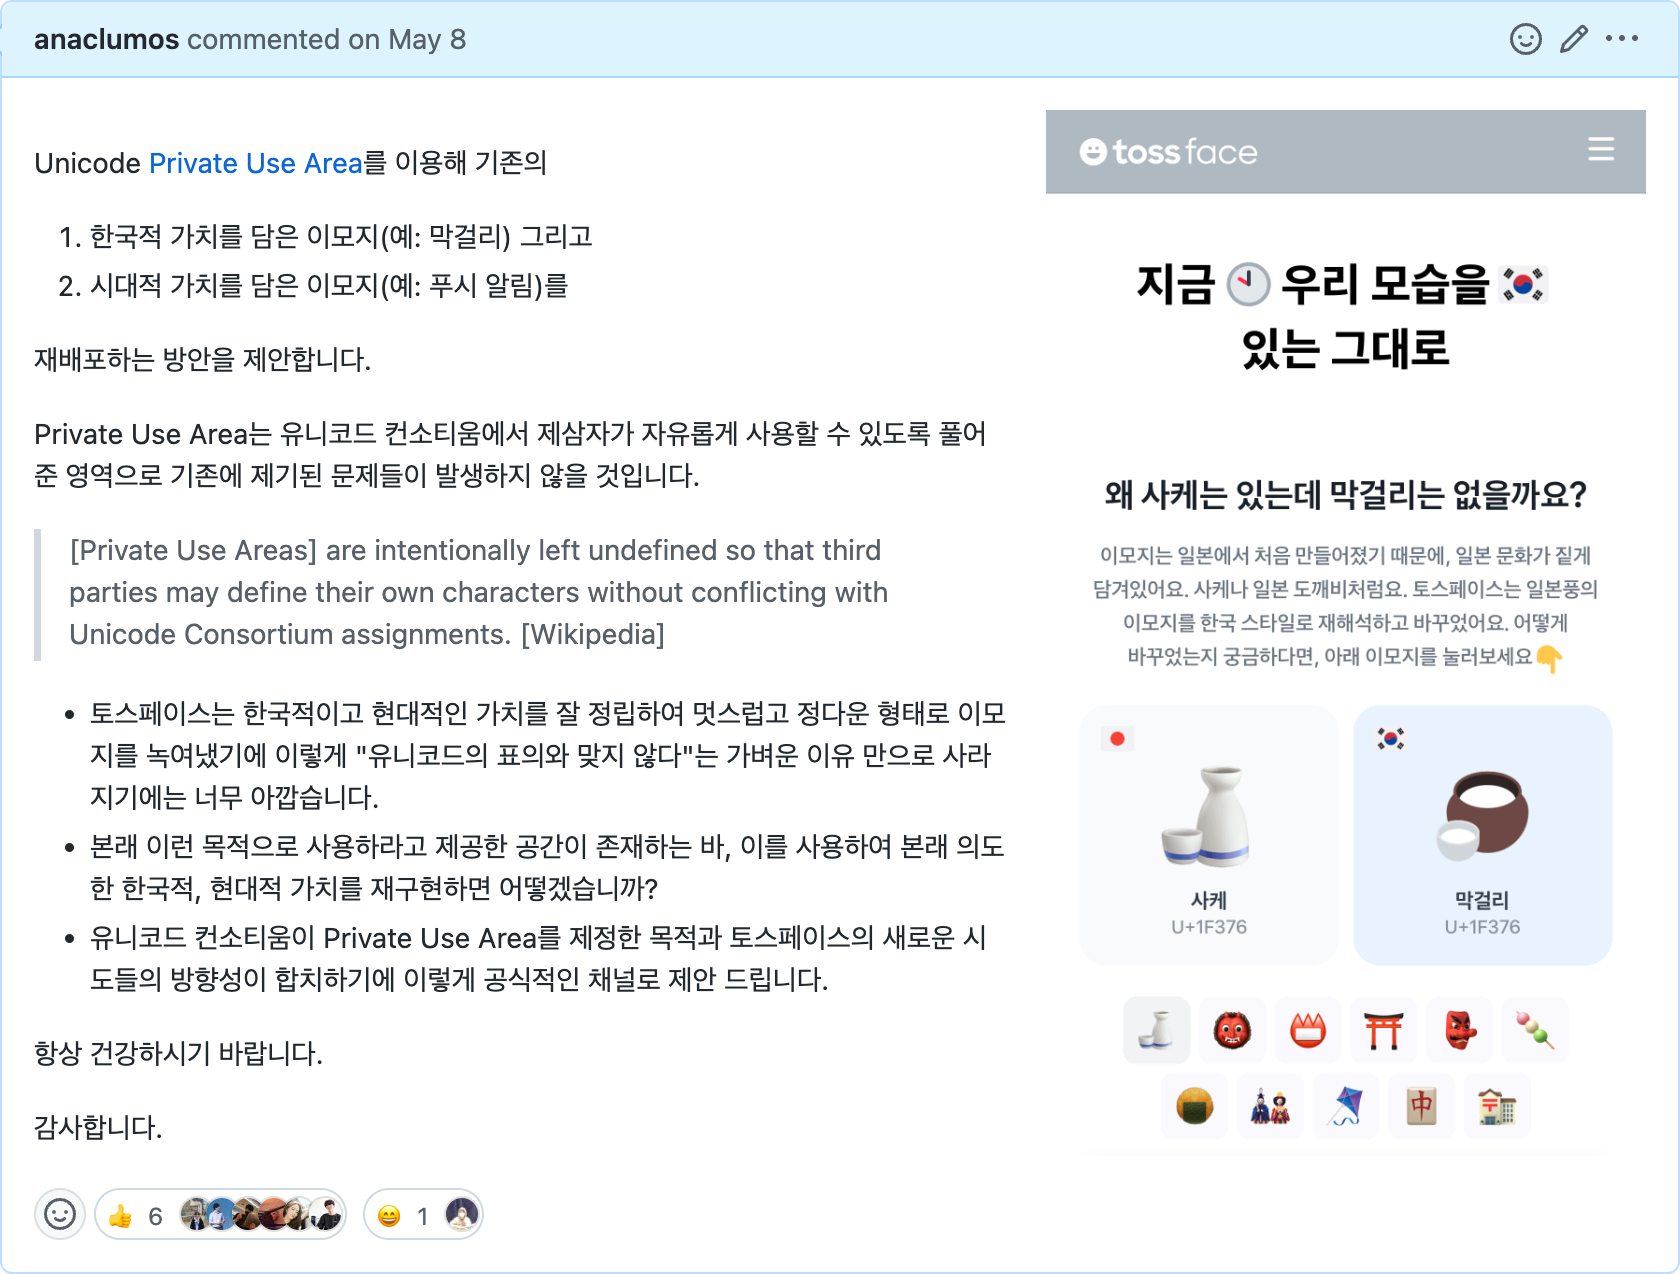 anaclumos commented on May 8
Unicode Private Use Area를 이용해 기존의
1. 한국적 가치를 담은 이모지(예: 막걸리) 그리고
2. 시대적 가치를 담은 이모지(예: 푸시 알림)를
재배포하는 방안을 제안합니다.
Private Use Area는 유니코드 컨소티움에서 제삼자가 자유롭게 사용할 수 있도록 풀어
준 영역으로 기존에 제기된 문제들이 발생하지 않을 것입니다.
[Private Use Areas] are intentionally left undefined so that third
parties may define their own characters without conflicting with
Unicode Consortium assignments. [Wikipedia]
• 토스페이스는 한국적이고 현대적인 가치를 잘 정립하여 멋스럽고 정다운 형태로 이모
지를 녹여냈기에 이렇게 "유니코드의 표의와 맞지 않다"는 가벼운 이유 만으로 사라
지기에는 너무 아깝습니다.
• 본래 이런 목적으로 사용하라고 제공한 공간이 존재하는 바, 이를 사용하여 본래 의도
한 한국적, 현대적 가치를 재구현하면 어떻겠습니까?
• 유니코드 컨소티움이 Private Use Area를 제정한 목적과 토스페이스의 새로운 시
도들의 방향성이 합치하기에 이렇게 공식적인 채널로 제안 드립니다.
항상 건강하시기 바랍니다.
감사합니다.
👍 6
😄 1
toss face
지금 🕙 우리 모습을 🇰🇷
있는 그대로
왜 사케는 있는데 막걸리는 없을까요?
이모지는 일본에서 처음 만들어졌기 때문에, 일본 문화가 짙게
담겨있어요. 사케나 일본 도깨비처럼요. 토스페이스는 일본풍의
이모지를 한국 스타일로 재해석하고 바꾸었어요. 어떻게
바꾸었는지 궁금하다면, 아래 이모지를 눌러보세요👇
사케
U+1F376
막걸리
U+1F376
中